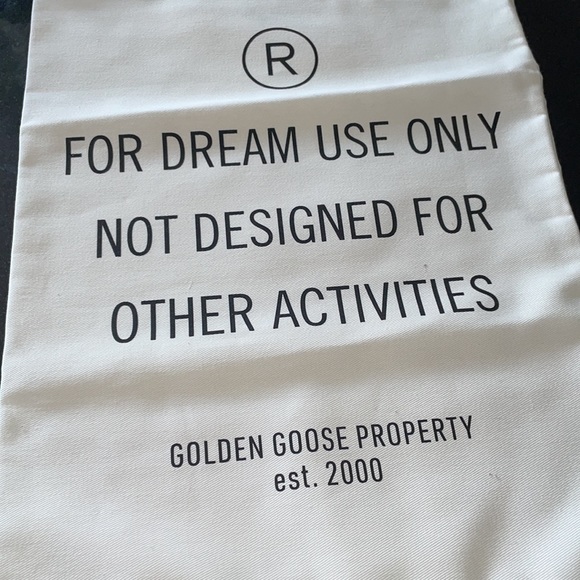 ®
FOR DREAM USE ONLY
NOT DESIGNED FOR
OTHER ACTIVITIES
GOLDEN GOOSE PROPERTY
est. 2000